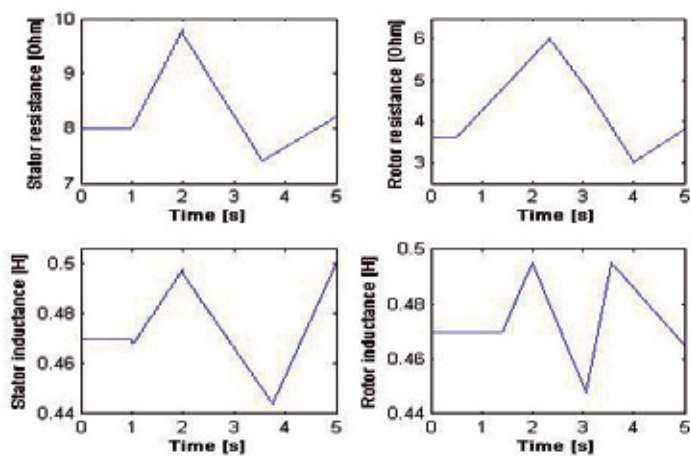 Stator resistance [Ohm]
10
9
8
7
0 1 2 3 4 5
Time [s]
Rotor resistance [Ohm]
6
5
4
3
0 1 2 3 4 5
Time [s]
Stator inductance [H]
0.5
0.48
0.46
0.44
0 1 2 3 4 5
Time [s]
Rotor inductance [H]
0.5
0.48
0.46
0.44
0 1 2 3 4 5
Time [s]